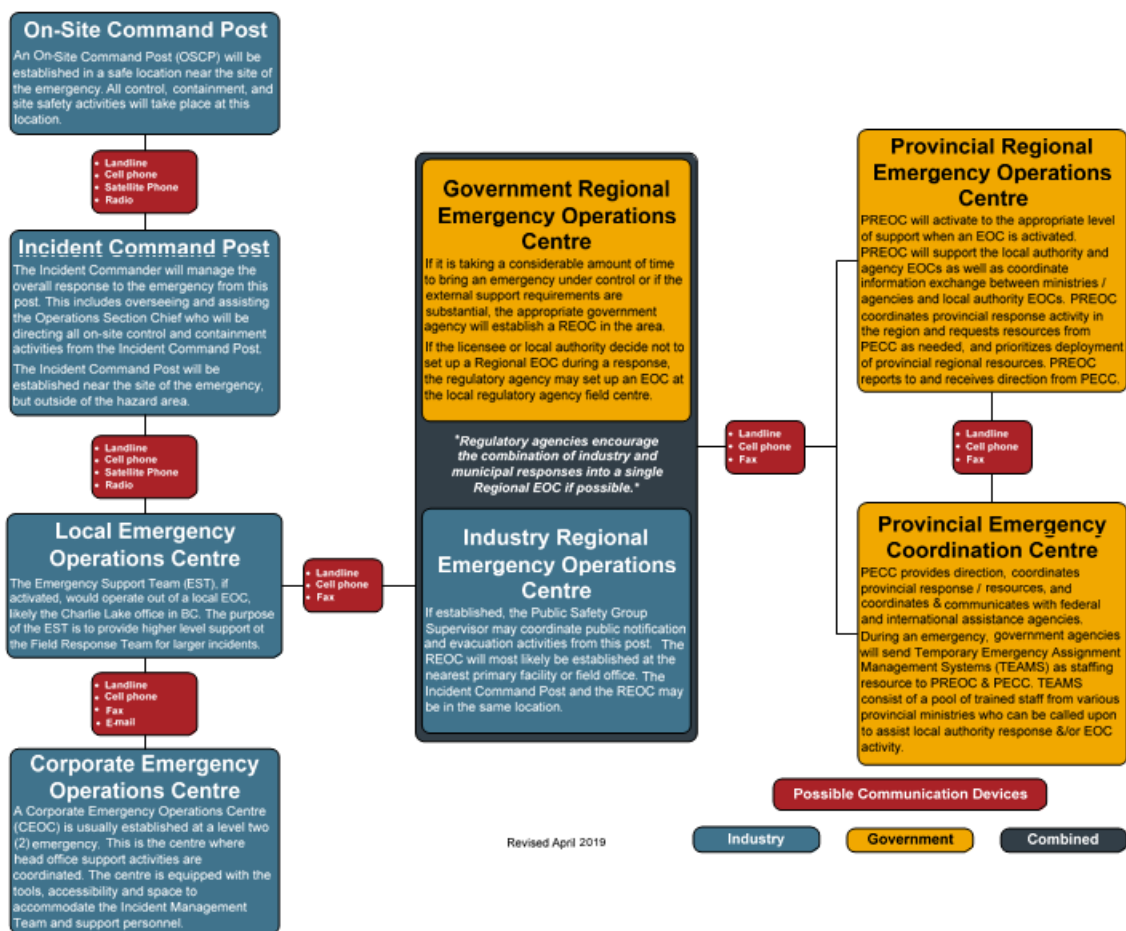 On-Site Command Post
An On-Site Command Post (OSCP) will be
established in a safe location near the site of
the emergency. All control, containment, and
site safety activities will take place at this
location.
• Landline
• Cell phone
• Satellite Phone
• Radio
Incident Command Post
The Incident Commander will manage the
overall response to the emergency from this
post. This includes overseeing and assisting
the Operations Section Chief who will be
directing all on-site control and containment
activities from the Incident Command Post.
The Incident Command Post will be
established near the site of the emergency,
but outside of the hazard area.
• Landline
• Cell phone
• Satellite Phone
• Radio
Local Emergency
Operations Centre
The Emergency Support Team (EST), if
activated, would operate out of a local EOC,
likely the Charlie Lake office in BC. The purpose
of the EST is to provide higher level support ot
the Field Response Team for larger incidents.
• Landline
• Cell phone
• Fax
• E-mail
Corporate Emergency
Operations Centre
A Corporate Emergency Operations Centre
(CEOC) is usually established at a level two
(2) emergency. This is the centre where
head office support activities are
coordinated. The centre is equipped with the
tools, accessibility and space to
accommodate the Incident Management
Team and support personnel.
• Landline
• Cell phone
• Fax
Government Regional
Emergency Operations
Centre
If it is taking a considerable amount of time
to bring an emergency under control or if the
external support requirements are
substantial, the appropriate government
agency will establish a REOC in the area.
If the licensee or local authority decide not to
set up a Regional EOC during a response,
the regulatory agency may set up an EOC at
the local regulatory agency field centre.
*Regulatory agencies encourage
the combination of industry and
municipal responses into a single
Regional EOC if possible.*
Industry Regional
Emergency Operations
Centre
If established, the Public Safety Group
Supervisor may coordinate public notification
and evacuation activities from this post. The
REOC will most likely be established at the
nearest primary facility or field office. The
Incident Command Post and the REOC may
be in the same location.
• Landline
• Cell phone
• Fax
Provincial Regional
Emergency Operations
Centre
PREOC will activate to the appropriate level
of support when an EOC is activated.
PREOC will support the local authority and
agency EOCs as well as coordinate
information exchange between ministries /
agencies and local authority EOCs. PREOC
coordinates provincial response activity in
the region and requests resources from
PECC as needed, and prioritizes deployment
of provincial regional resources. PREOC
reports to and receives direction from PECC.
• Landline
• Cell phone
• Fax
Provincial Emergency
Coordination Centre
PECC provides direction, coordinates
provincial response / resources, and
coordinates & communicates with federal
and international assistance agencies.
During an emergency, government agencies
will send Temporary Emergency Assignment
Management Systems (TEAMS) as staffing
resource to PREOC & PECC. TEAMS
consist of a pool of trained staff from various
provincial ministries who can be called upon
to assist local authority response &/or EOC
activity.
Possible Communication Devices
Revised April 2019
Industry
Government
Combined